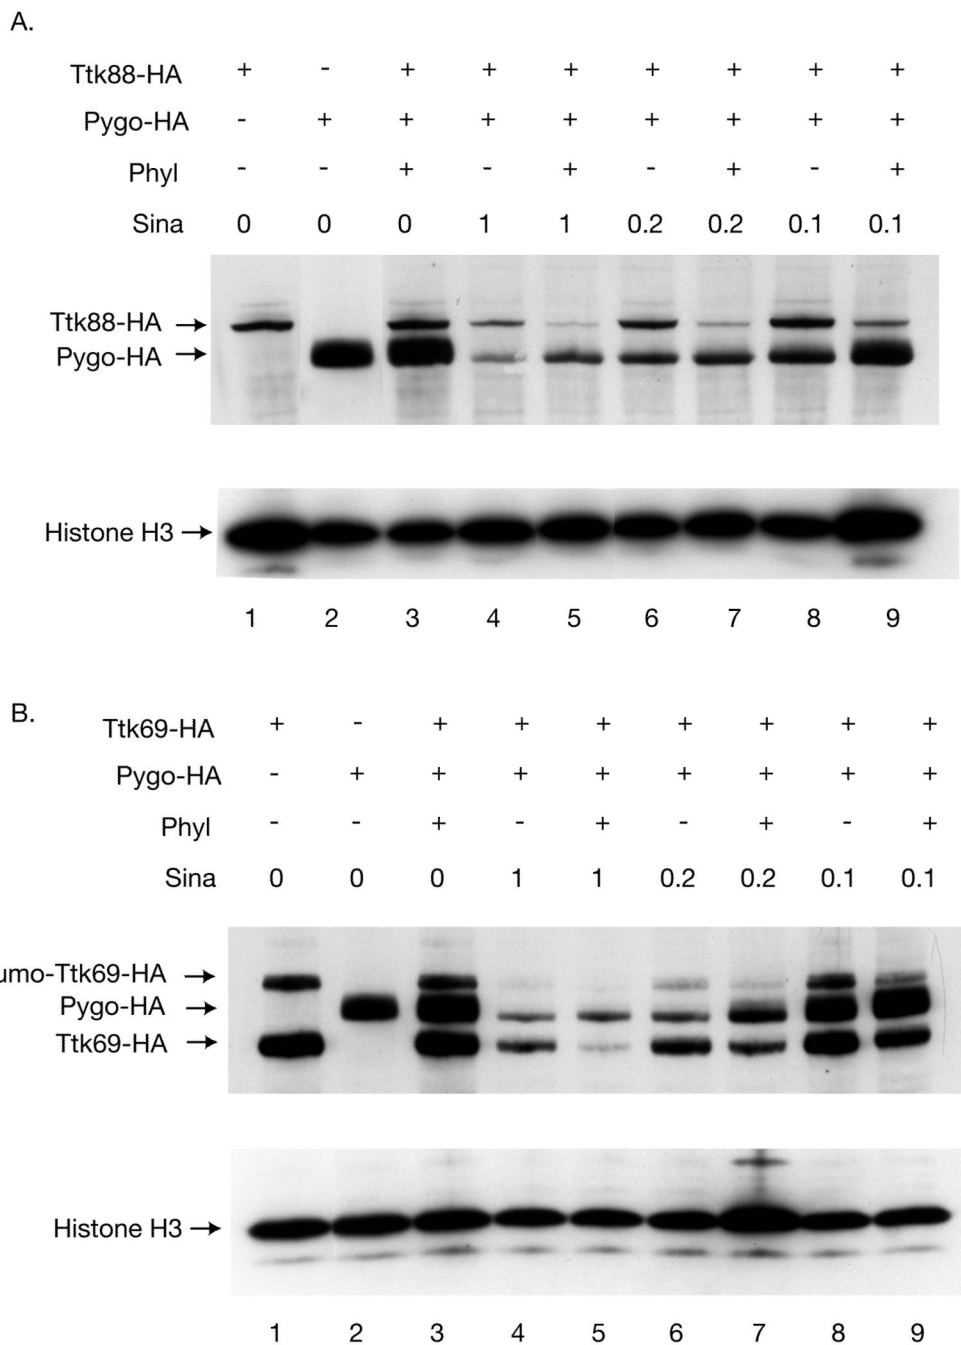 A.
Ttk88-HA + - + + + + + + +
Pygo-HA - + + + + + + + +
Phyl - - + - + - + - +
Sina 0 0 0 1 1 0.2 0.2 0.1 0.1
Ttk88-HA →
Pygo-HA →
Histone H3 →
1 2 3 4 5 6 7 8 9
B.
Ttk69-HA + - + + + + + + +
Pygo-HA - + + + + + + + +
Phyl - - + - + - + - +
Sina 0 0 0 1 1 0.2 0.2 0.1 0.1
umo-Ttk69-HA →
Pygo-HA →
Ttk69-HA →
Histone H3 →
1 2 3 4 5 6 7 8 9